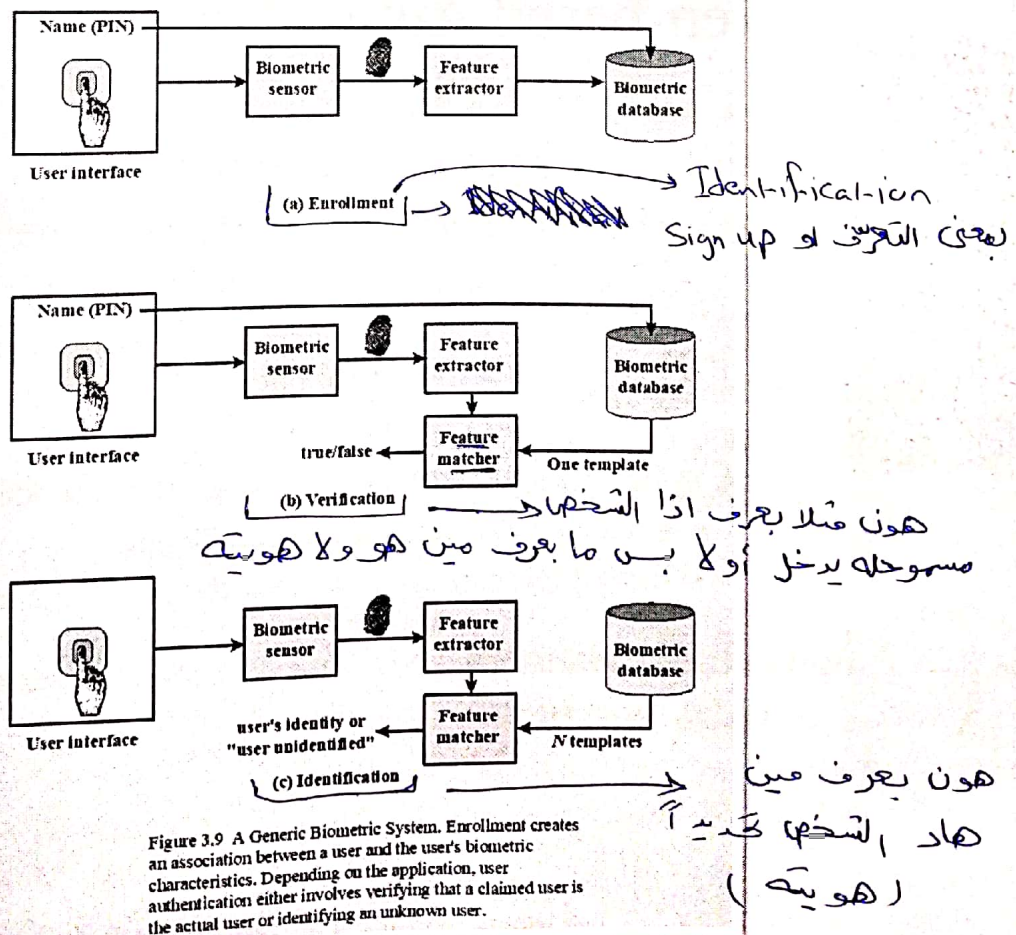 Name (PIN)
Biometric
sensor
Feature
extractor
Biometric
database
User interface
(a) Enrollment
Identification
Sign up بمعنى التعرّف او
Name (PIN)
Biometric
sensor
Feature
extractor
Biometric
database
true/false
Feature
matcher
One template
User interface
(b) Verification
هون مثلا بعرف اذا الشخص هاد
مسموحله يدخل أولا بس ما بعرف مين هو ولا هويته
Biometric
sensor
Feature
extractor
Biometric
database
user's identity or
"user unidentified"
Feature
matcher
N templates
User interface
(c) Identification
هون بعرف مين
هاد الشخص تحديداً
(هويته)
Figure 3.9 A Generic Biometric System. Enrollment creates
an association between a user and the user's biometric
characteristics. Depending on the application, user
authentication either involves verifying that a claimed user is
the actual user or identifying an unknown user.